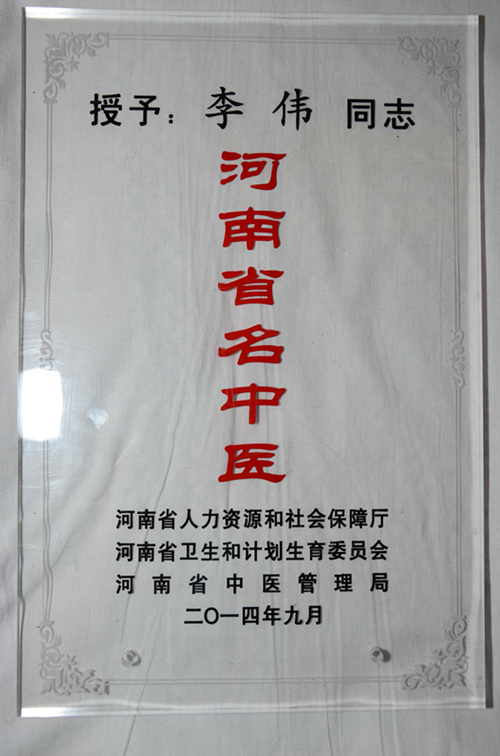 授予：李伟 同志
河南省名中医
河南省人力资源和社会保障厅
河南省卫生和计划生育委员会
河南省中医管理局
二〇一四年九月